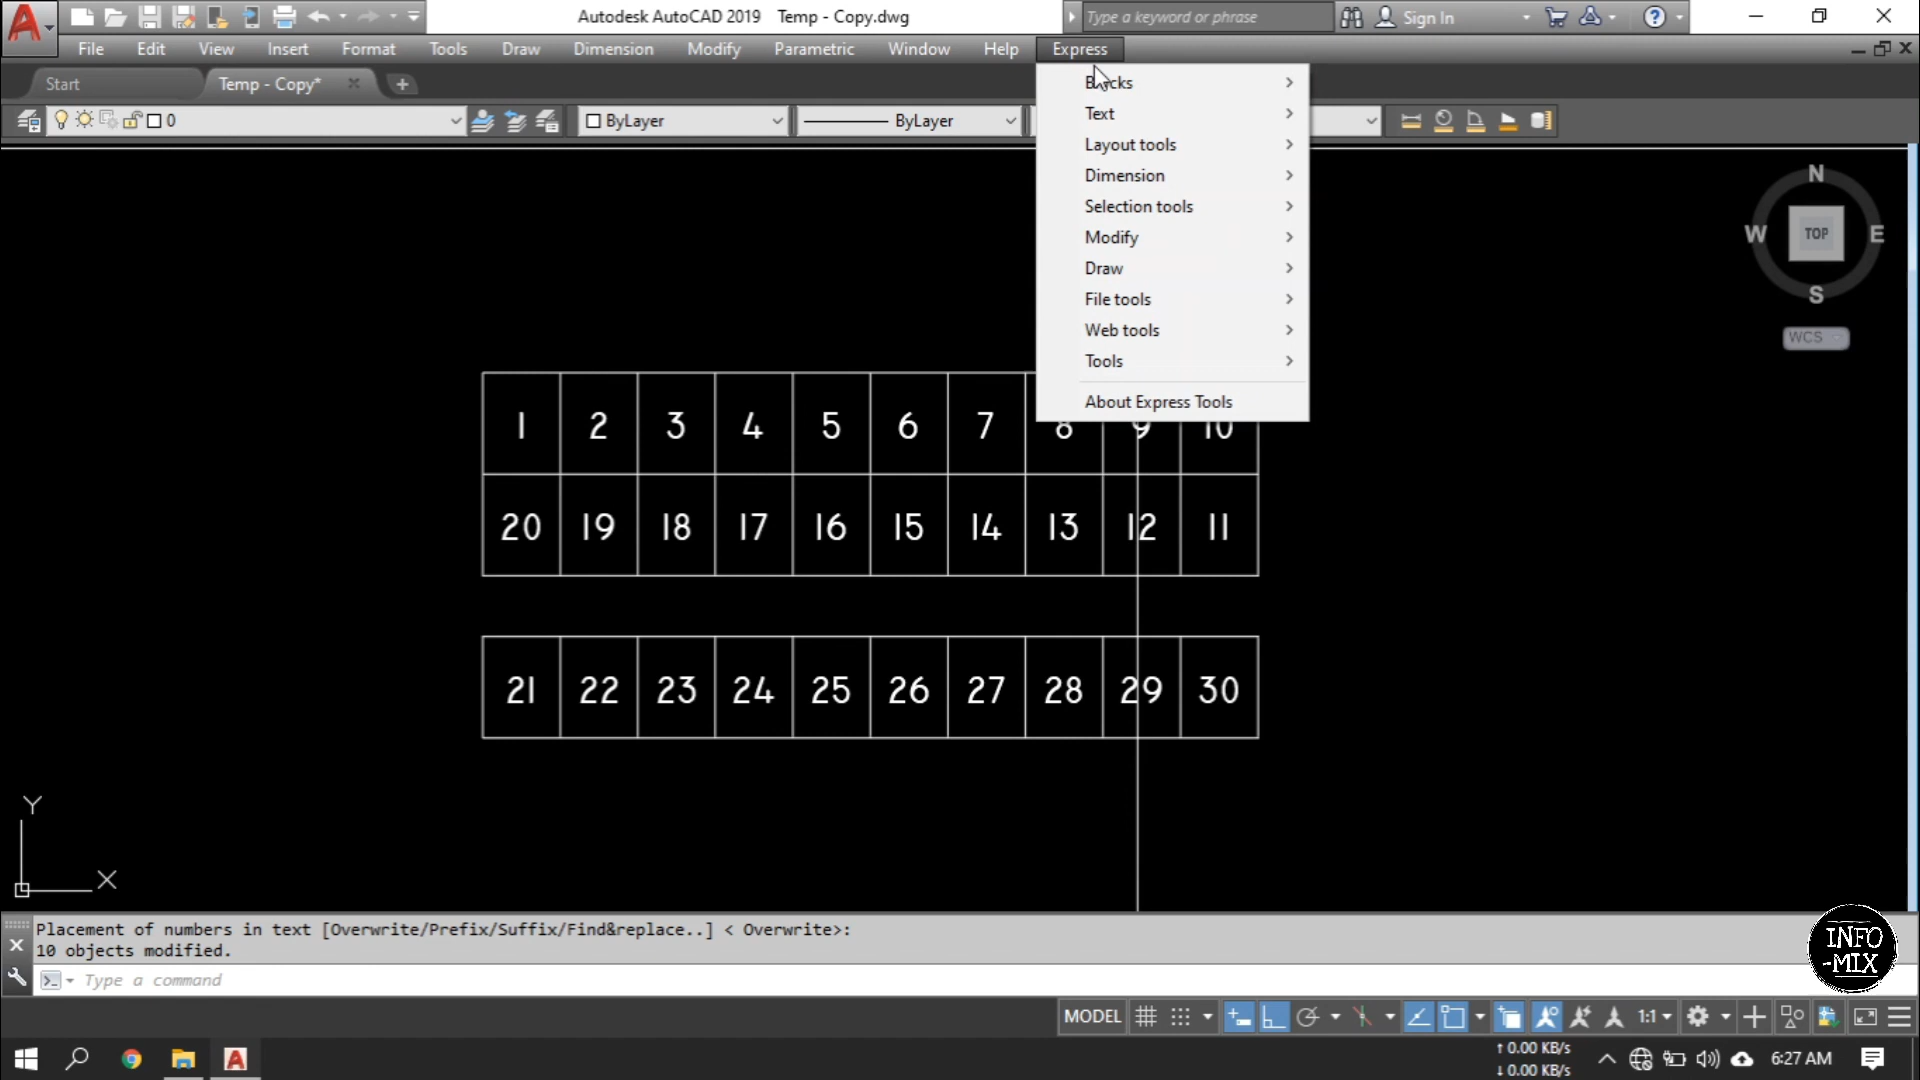 Autodesk AutoCAD 2019 Temp - Copy.dwg
Type a keyword or phrase
Sign In
File Edit View Insert Format Tools Draw Dimension Modify Parametric Window Help Express
Start Temp - Copy*
0 ByLayer ByLayer
Blocks
Text
Layout tools
Dimension
Selection tools
Modify
Draw
File tools
Web tools
Tools
About Express Tools
N
W TOP E
S
WCS
1 2 3 4 5 6 7 8 9 10
20 19 18 17 16 15 14 13 12 11
21 22 23 24 25 26 27 28 29 30
Y
X
Placement of numbers in text [Overwrite/Prefix/Suffix/Find&replace..] < Overwrite>:
10 objects modified.
Type a command
INFO
-MIX
MODEL 1:1
↑ 0.00 KB/s
↓ 0.00 KB/s
6:27 AM